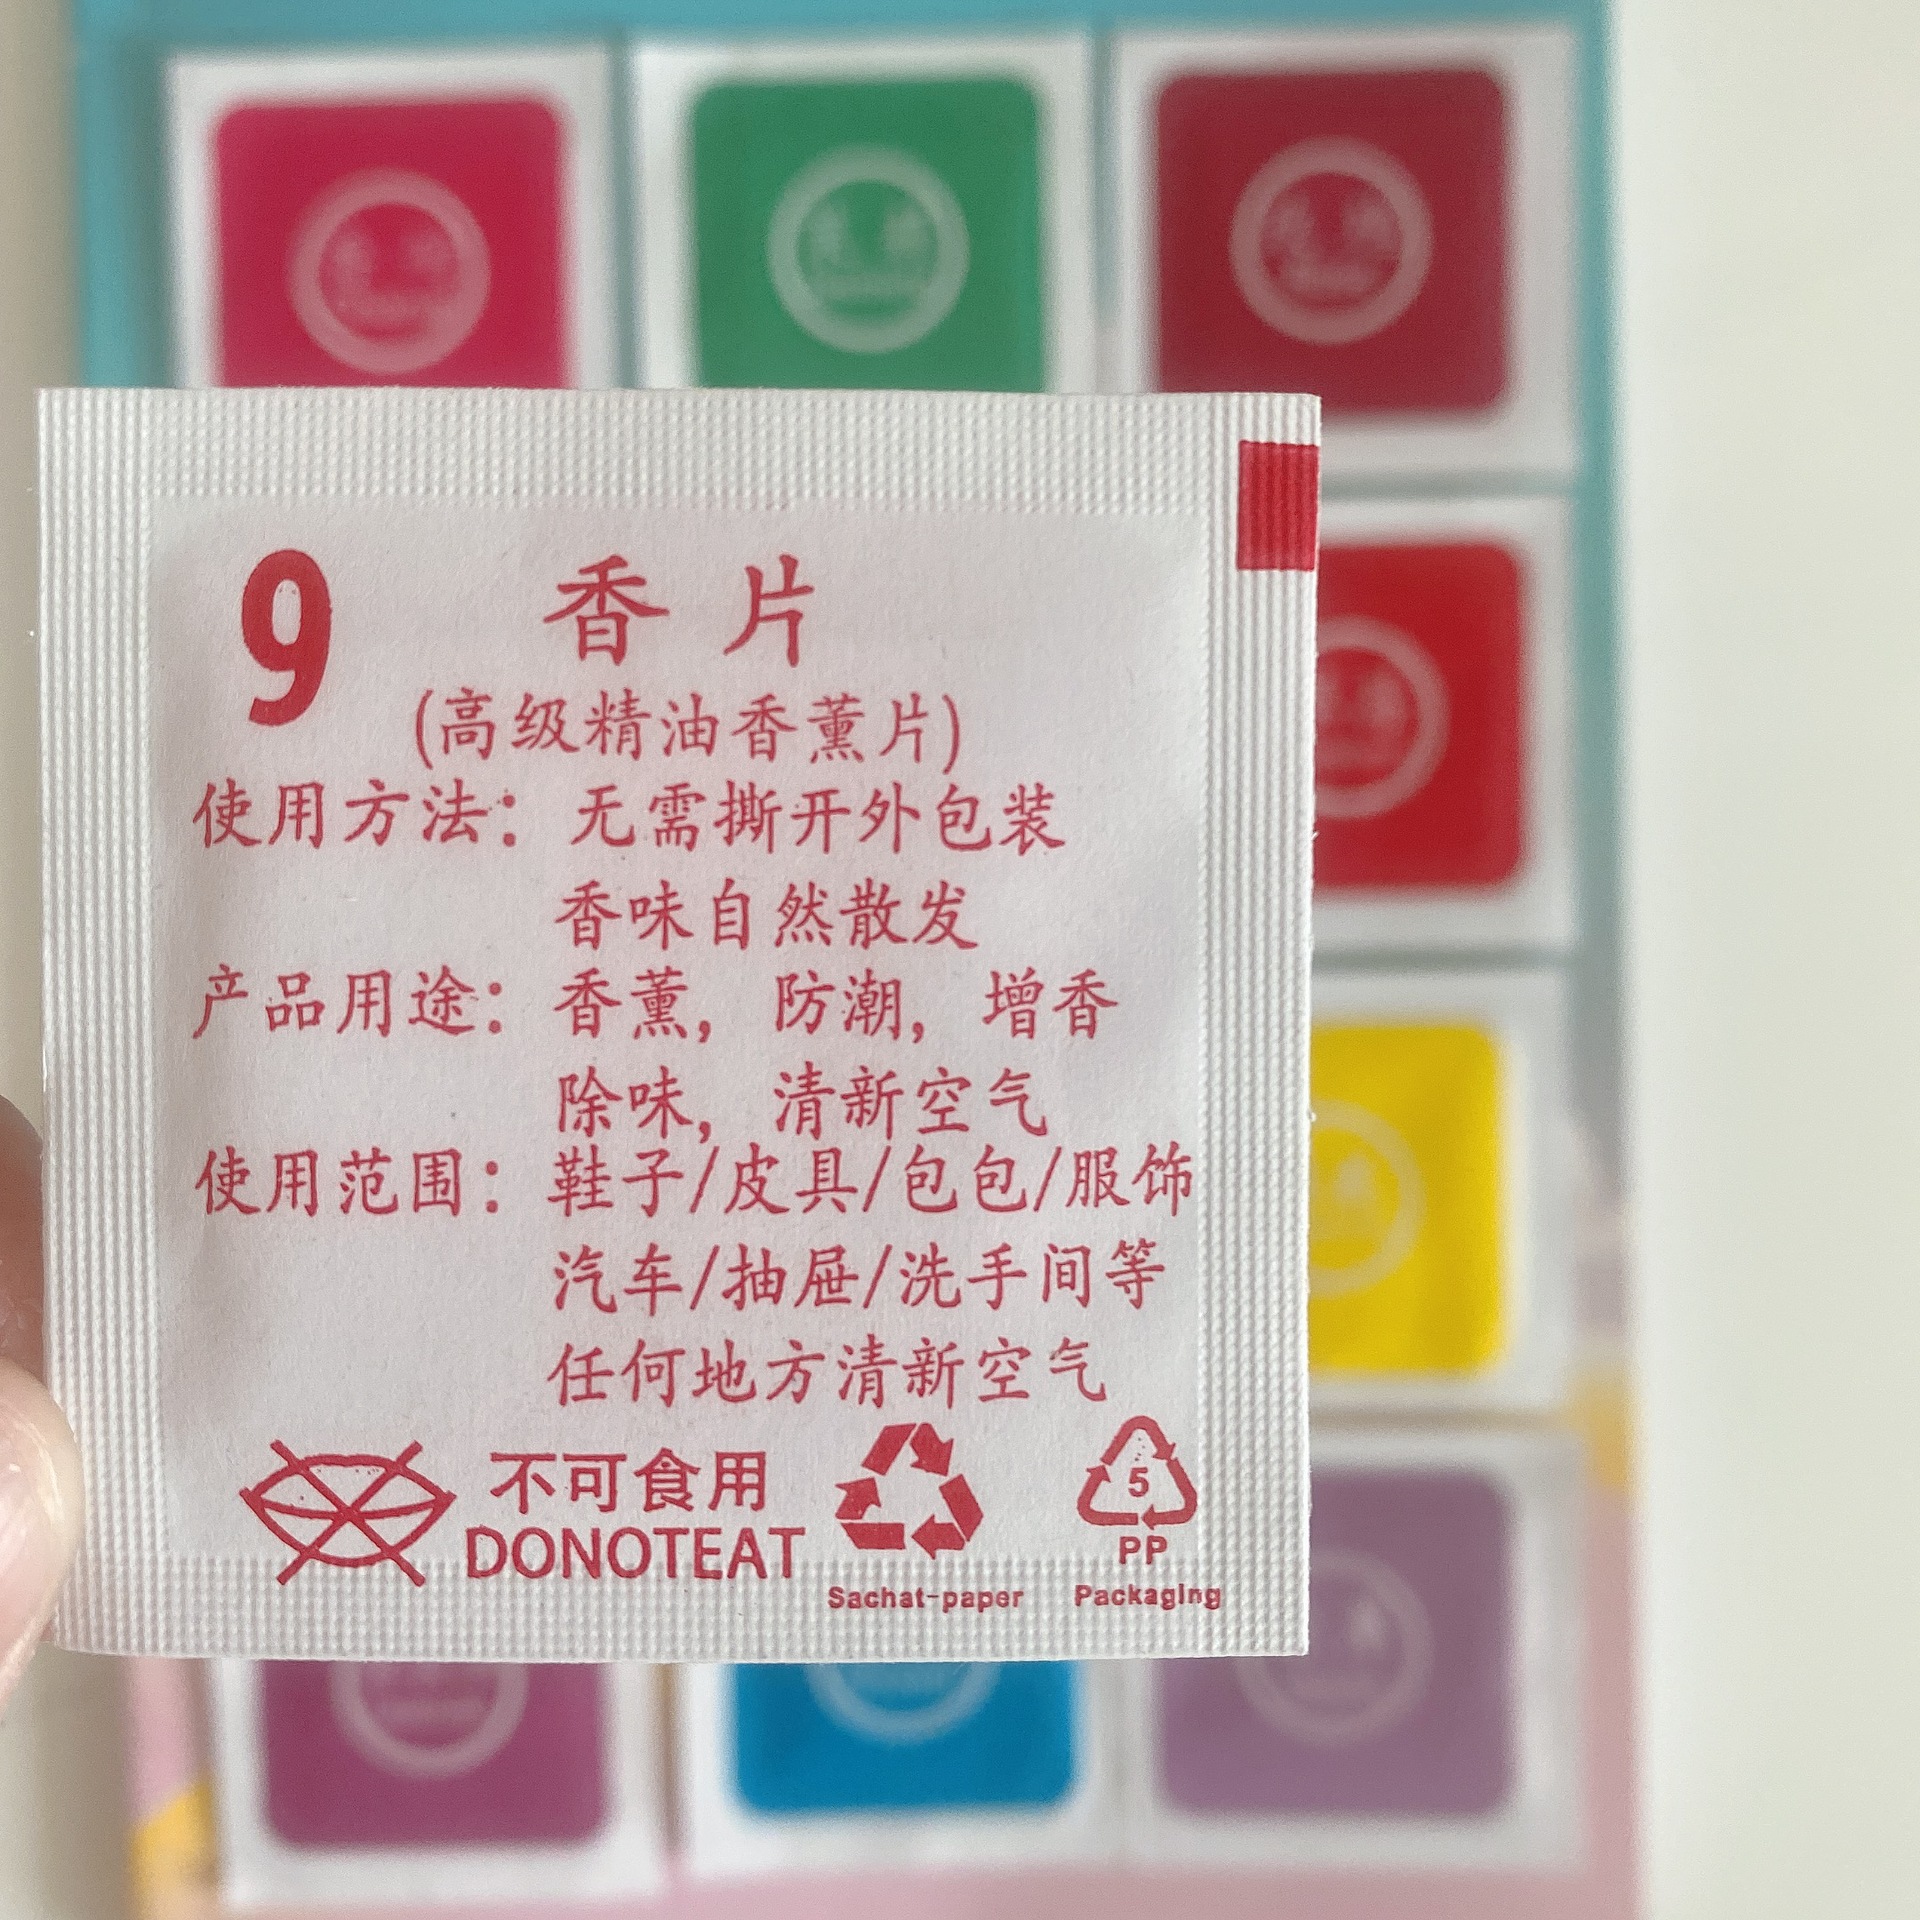 9 香片
(高级精油香薰片)
使用方法：无需撕开外包装
香味自然散发
产品用途：香薰，防潮，增香
除味，清新空气
使用范围：鞋子/皮具/包包/服饰
汽车/抽屉/洗手间等
任何地方清新空气
不可食用
DONOTEAT
Sachat-paper
5
PP
Packaging